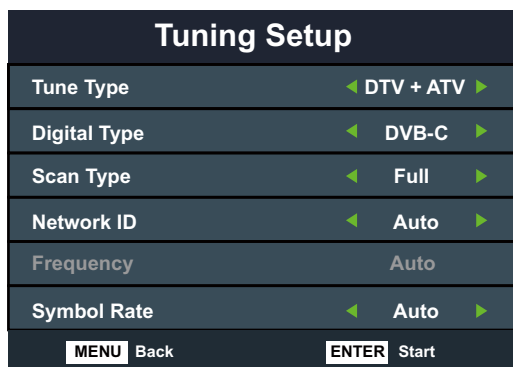 Tuning Setup
Tune Type DTV + ATV
Digital Type DVB-C
Scan Type Full
Network ID Auto
Frequency Auto
Symbol Rate Auto
MENU Back ENTER Start